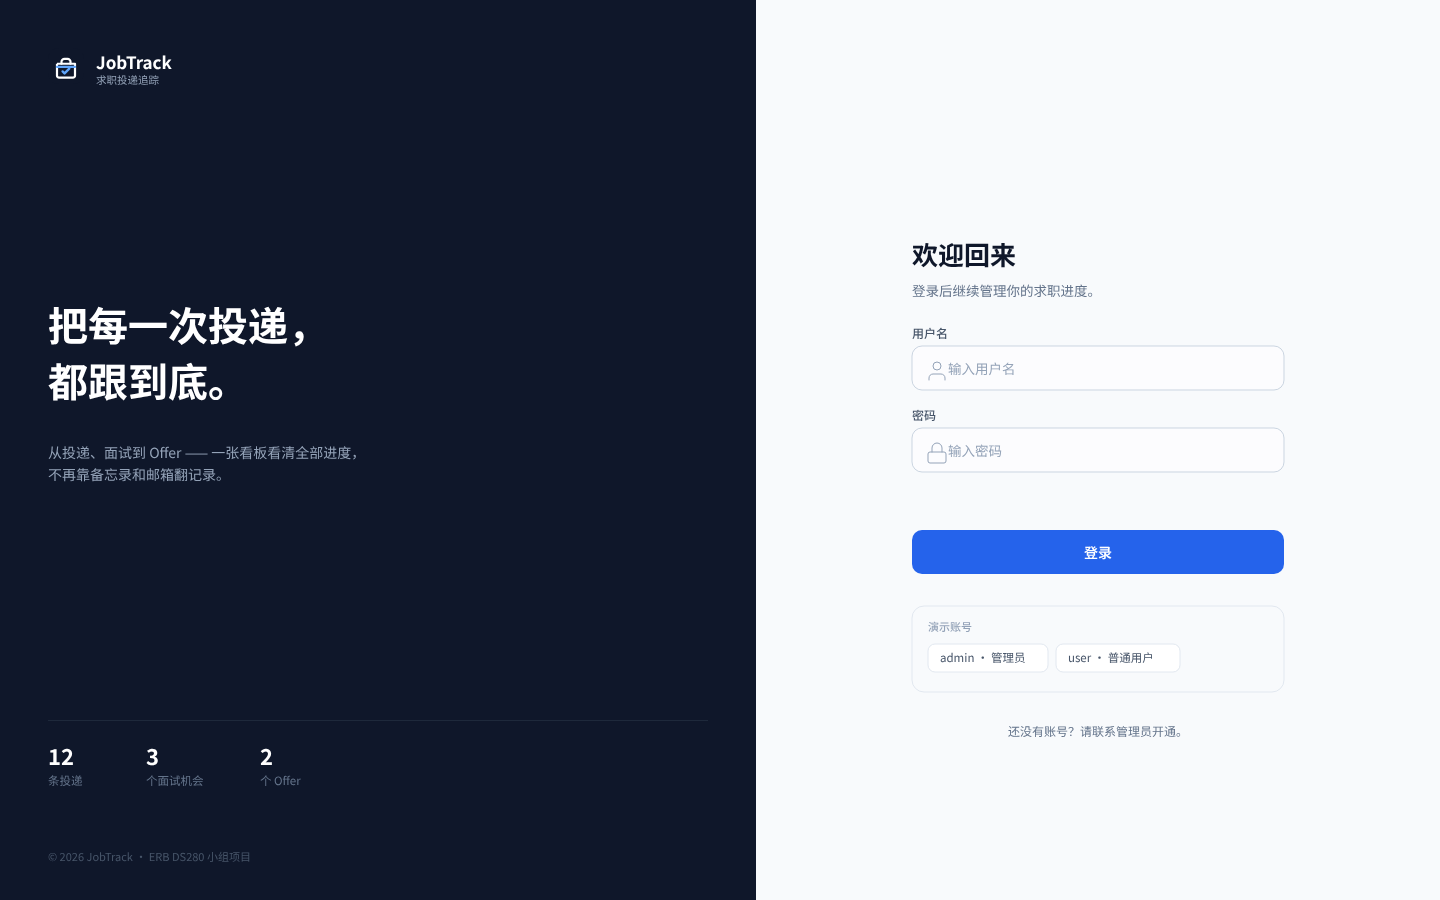 JobTrack
求职投递追踪
把每一次投递，
都跟到底。
从投递、面试到 Offer —— 一张看板看清全部进度，
不再靠备忘录和邮箱翻记录。
12
条投递
3
个面试机会
2
个 Offer
© 2026 JobTrack · ERB DS280 小组项目
欢迎回来
登录后继续管理你的求职进度。
用户名
输入用户名
密码
输入密码
登录
演示账号
admin · 管理员
user · 普通用户
还没有账号？请联系管理员开通。